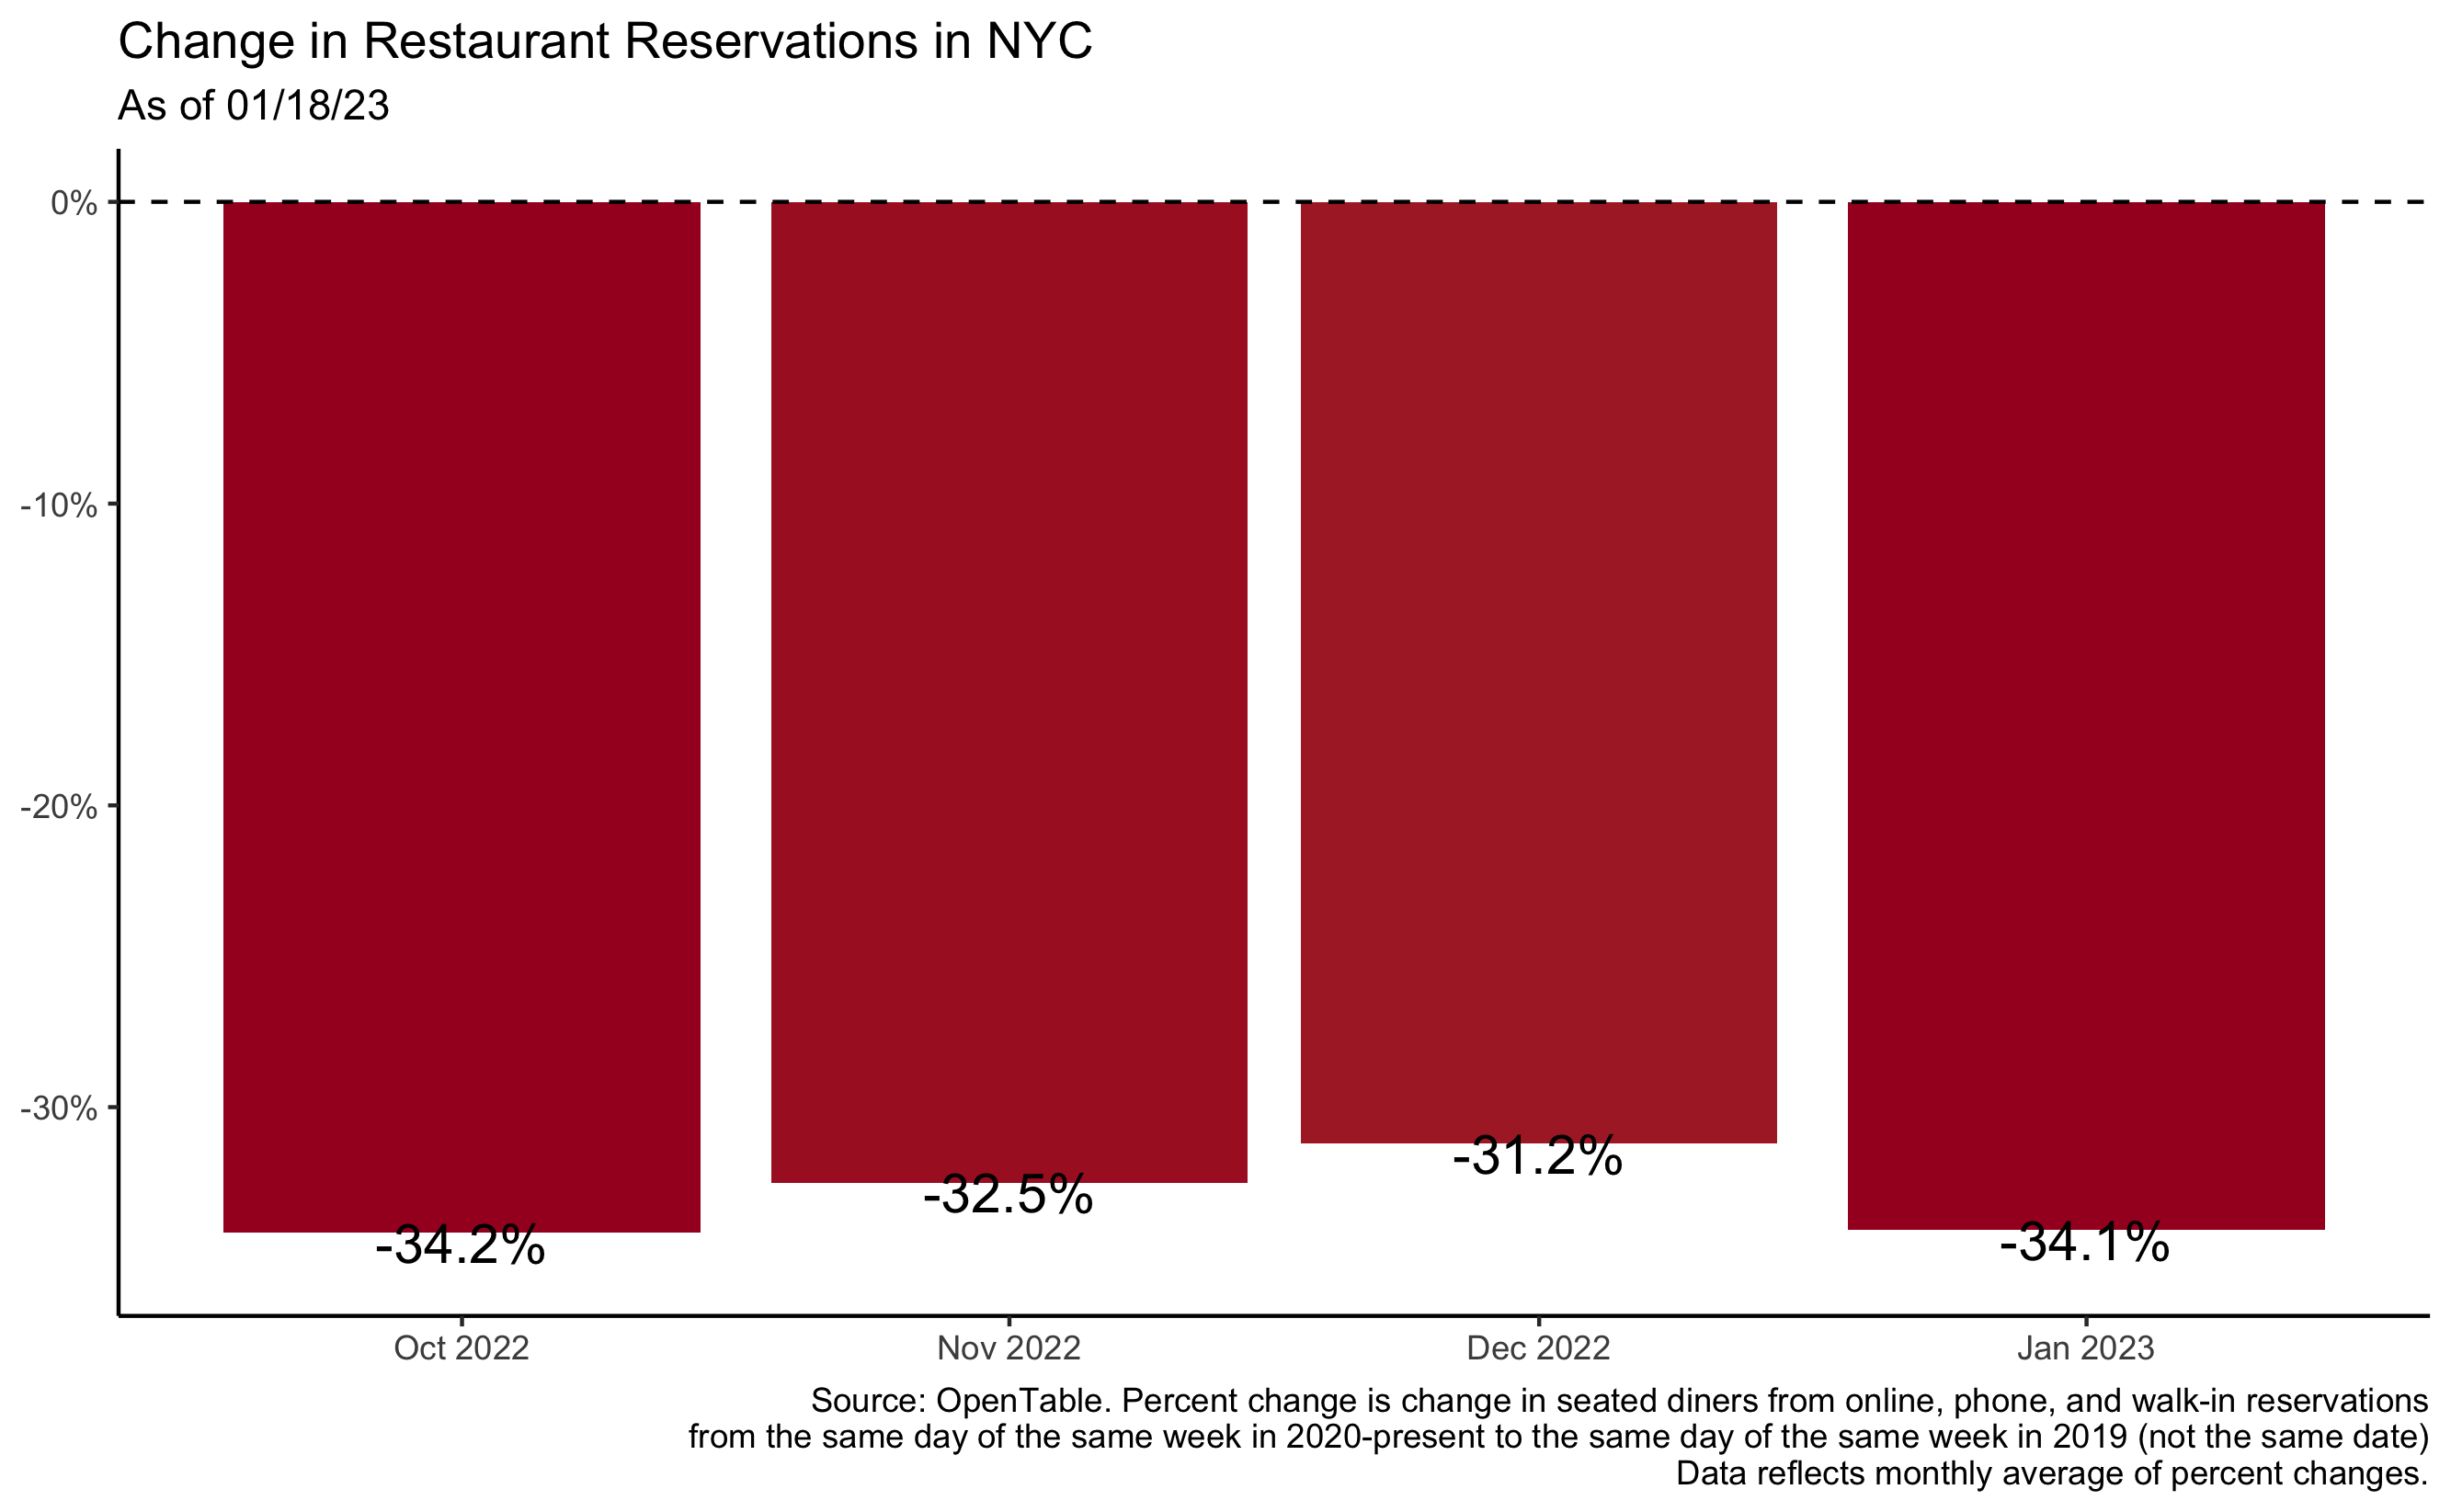 Change in Restaurant Reservations in NYC
As of 01/18/23
0%
-10%
-20%
-30%
-34.2%
-32.5%
-31.2%
-34.1%
Oct 2022
Nov 2022
Dec 2022
Jan 2023
Source: OpenTable. Percent change is change in seated diners from online, phone, and walk-in reservations
from the same day of the same week in 2020-present to the same day of the same week in 2019 (not the same date)
Data reflects monthly average of percent changes.